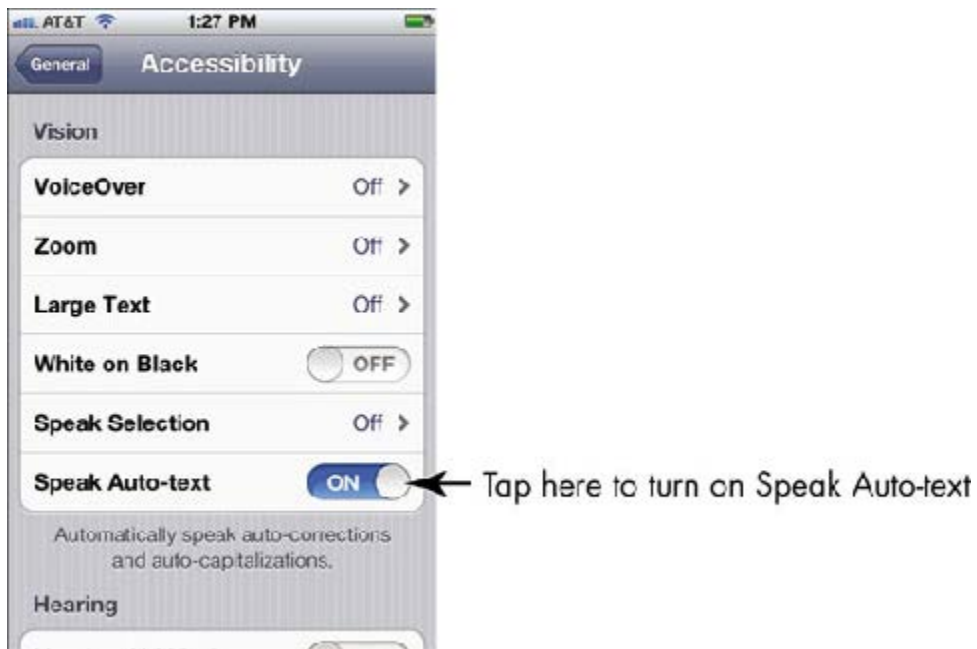 AT&T 1:27 PM
General Accessibility
Vision
VoiceOver Off
Zoom Off
Large Text Off
White on Black OFF
Speak Selection Off
Speak Auto-text ON
Tap here to turn on Speak Auto-text
Automatically speak auto-corrections
and auto-capitalizations.
Hearing